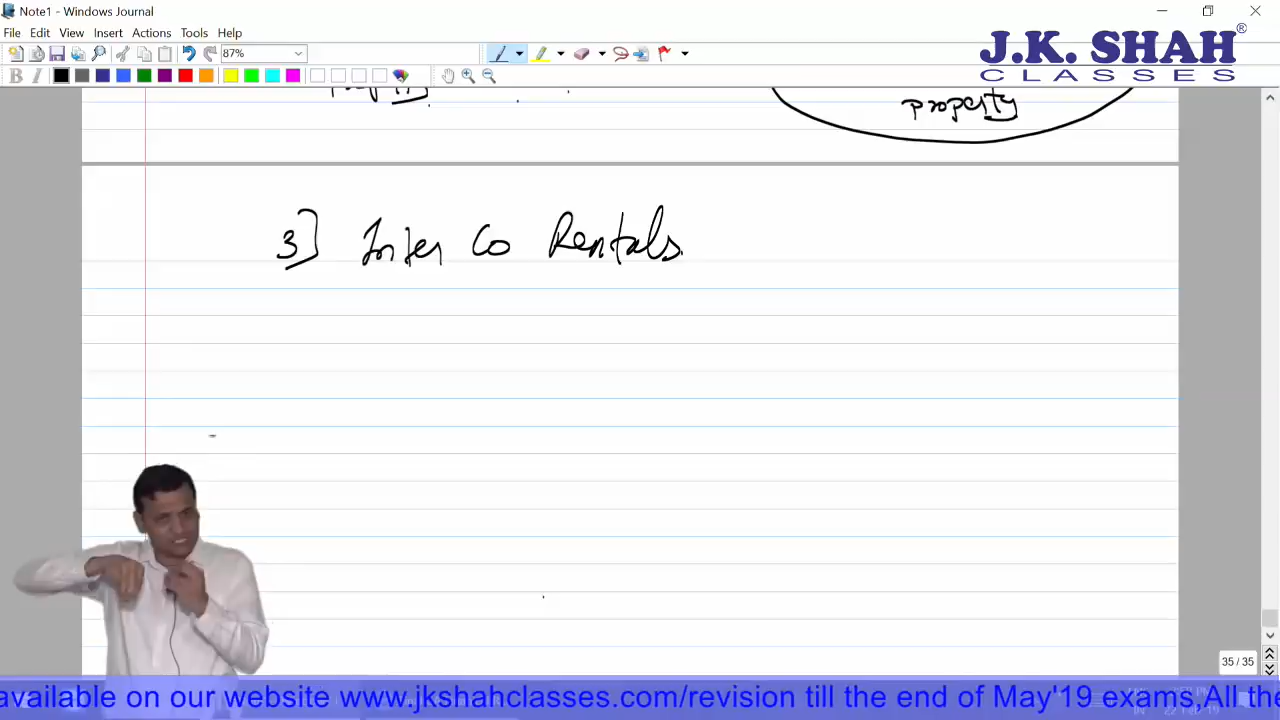 Note1 - Windows Journal
File Edit View Insert Actions Tools Help
87%
J.K. SHAH®
CLASSES
property
3] Inter Co Rentals
35 / 35
available on our website www.jkshahclasses.com/revision till the end of May'19 exams,All the